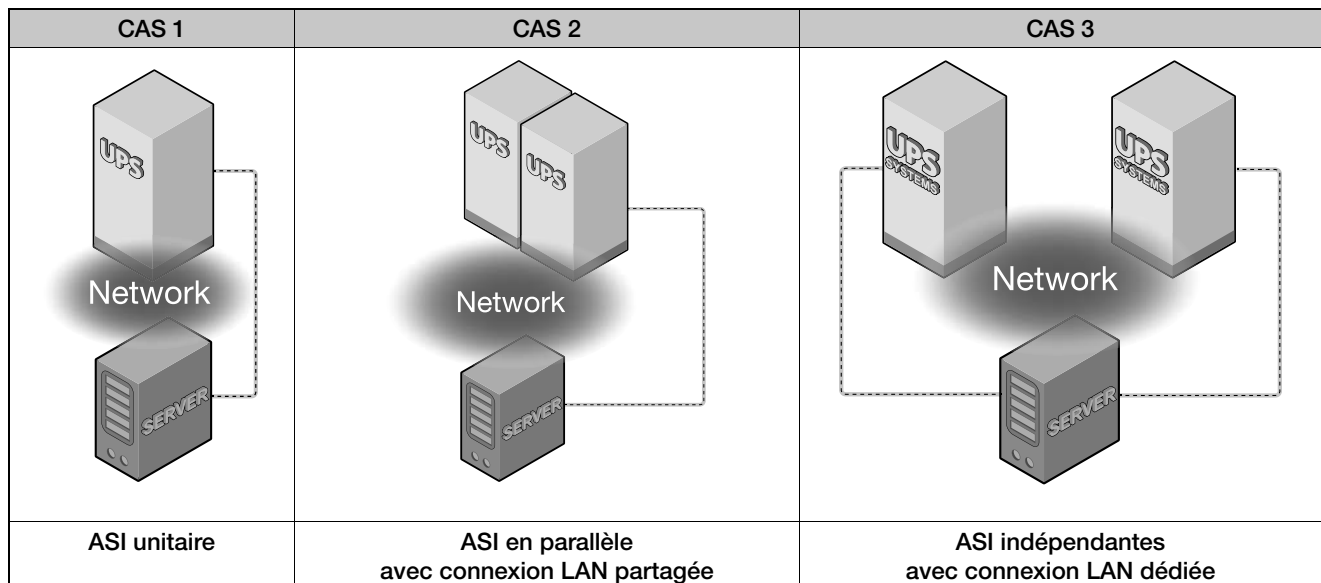 CAS 1
CAS 2
CAS 3
UPS
Network
SERVER
UPS
UPS
Network
SERVER
UPS
SYSTEMS
UPS
SYSTEMS
Network
SERVER
ASI unitaire
ASI en parallèle
avec connexion LAN partagée
ASI indépendantes
avec connexion LAN dédiée